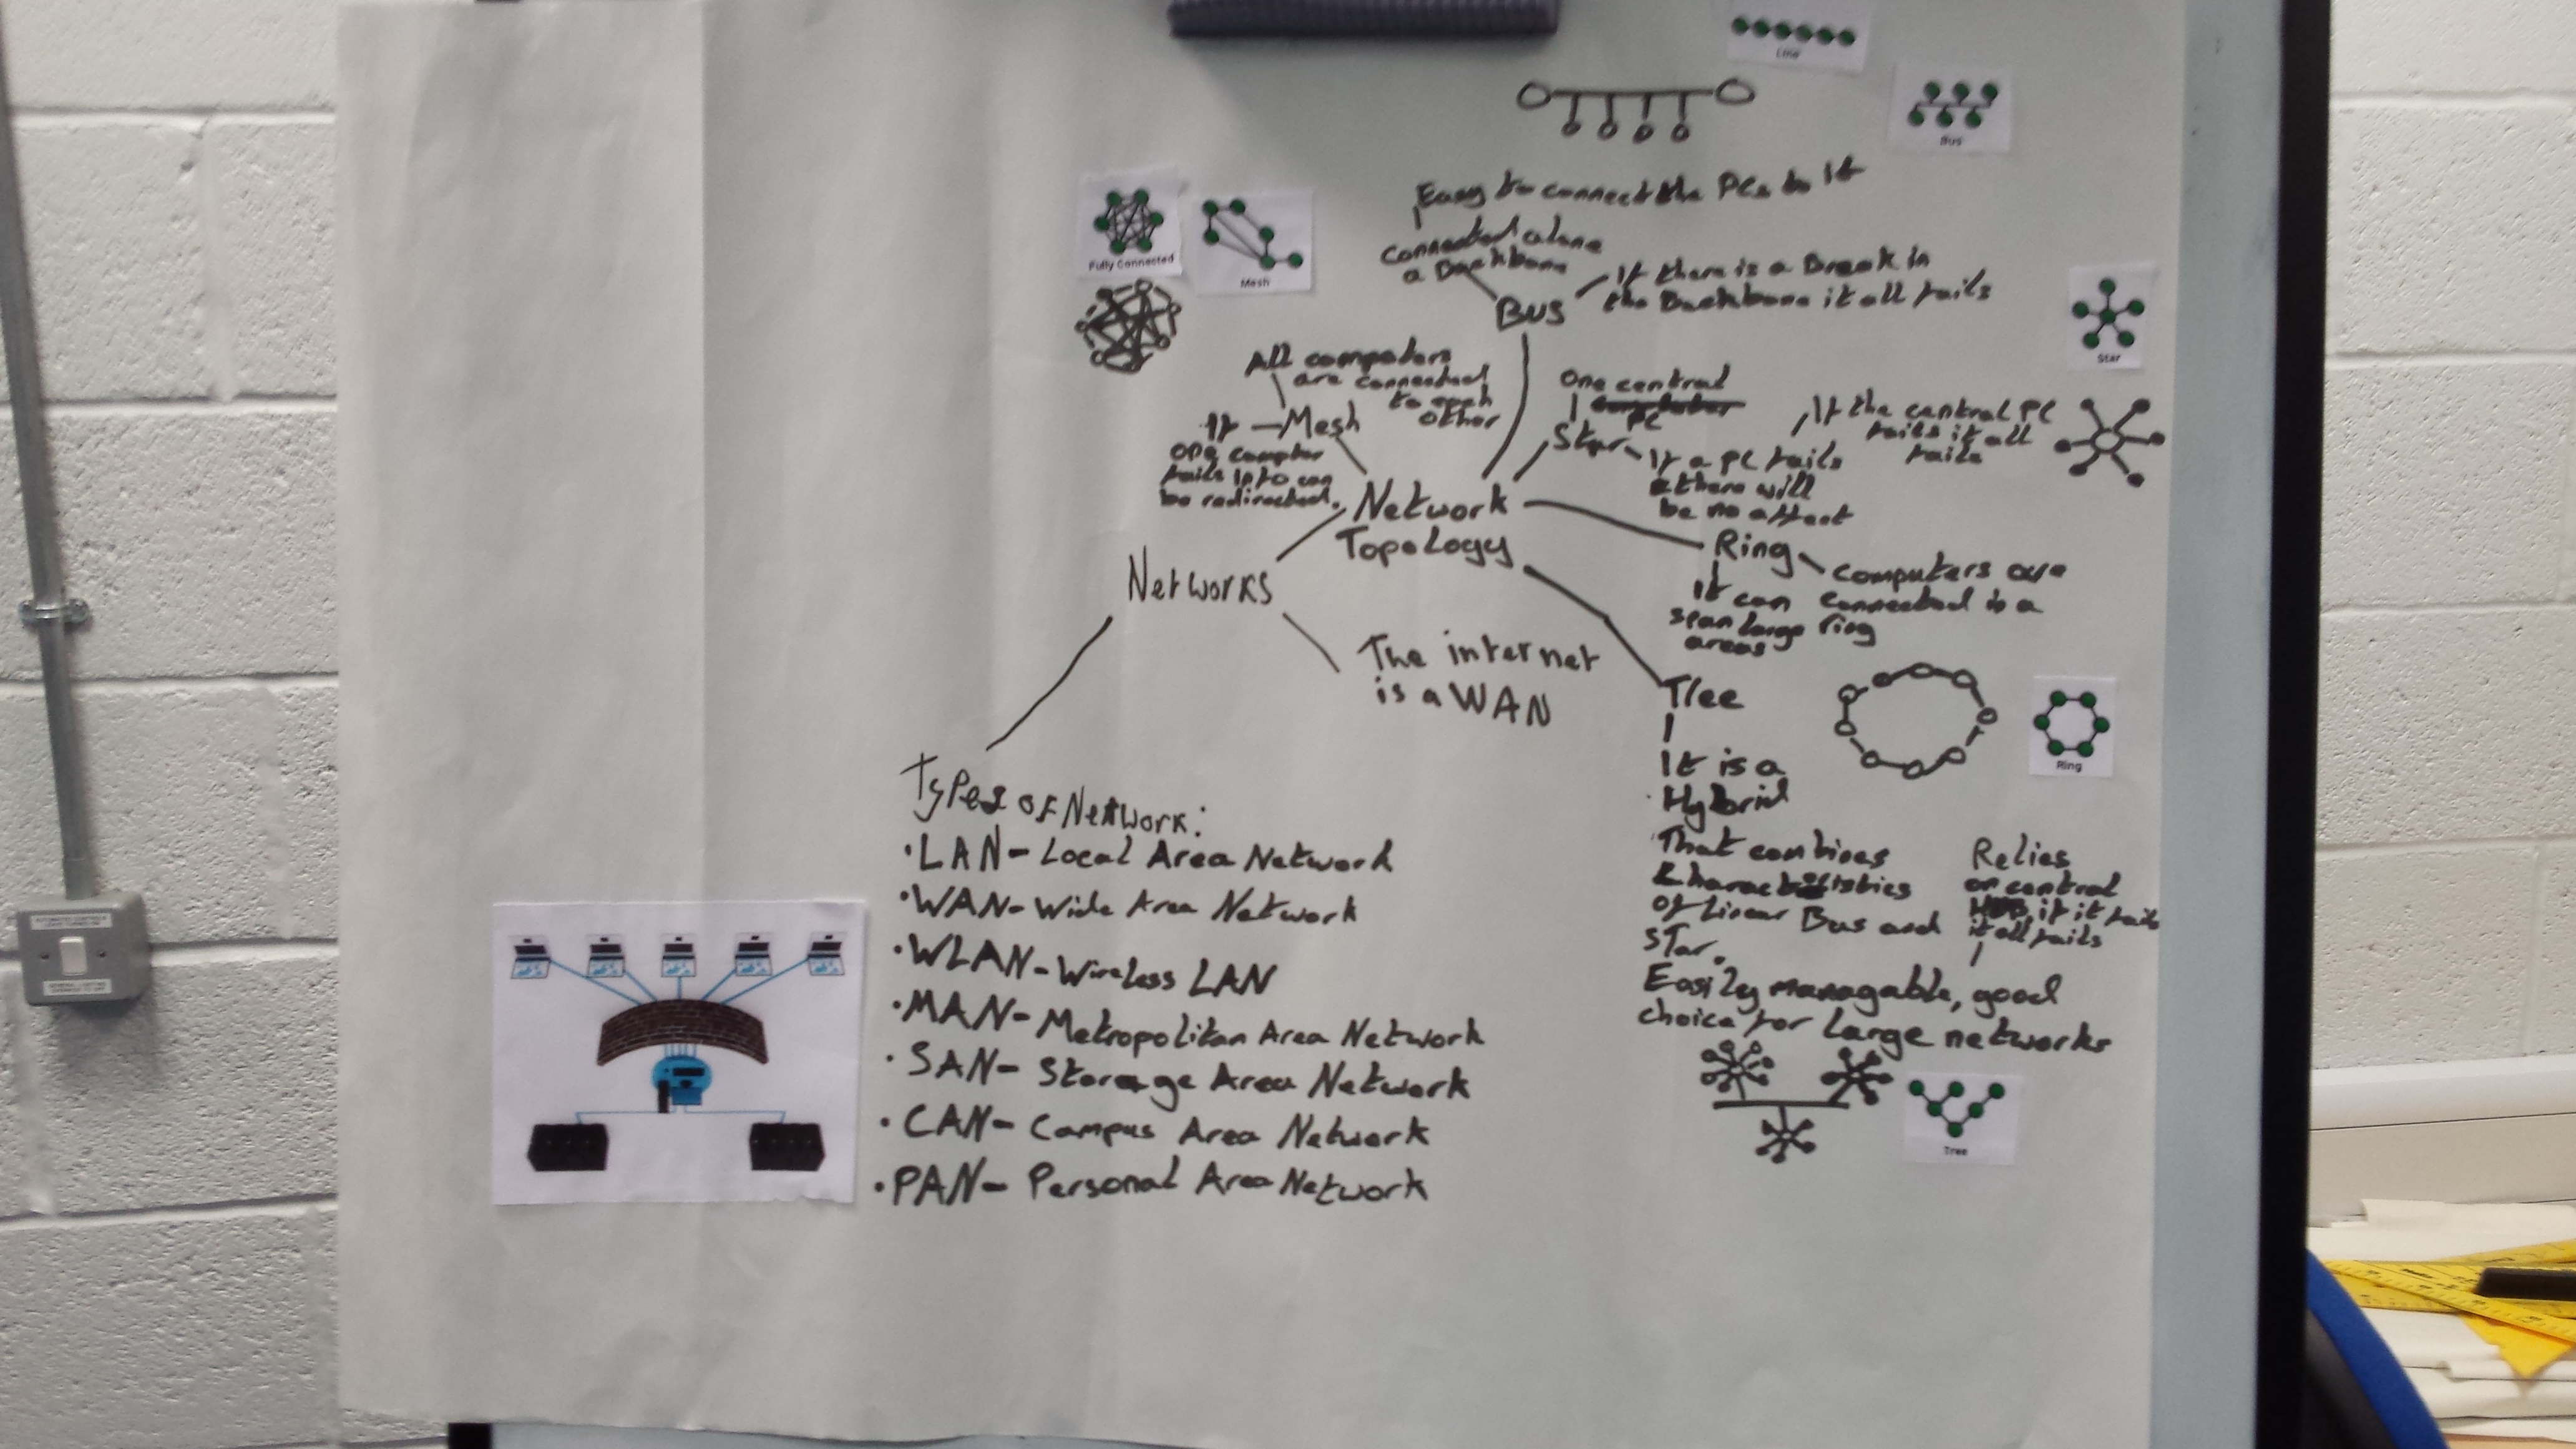 Line
Bus
Easy to connect the PCs to it
Connected alone
a Backbone
If there is a Break in
the Backbone it all fails
Bus
Fully Connected
Mesh
All computers
are connected
to each
other
If — Mesh
one compter
fails info can
be redirected.
One central
PC
Star
If a PC fails
there will
be no affect
If the central PC
fails it all
fails
Star
Network
Topology
Ring
Computers are
connected in a
ring
It can
span large
areas
Ring
Networks
The internet
is a WAN
Tree
It is a
Hybrid
That combines
characteristics
of linear Bus and
Star.
Relies
on central
HUB, if it fails
it all fails
Easily managable, good
choice for large networks
Tree
Types of Network:
·LAN- Local Area Network
·WAN- Wide Area Network
·WLAN- Wireless LAN
·MAN- Metropolitan Area Network
·SAN- Storage Area Network
·CAN- Campus Area Network
·PAN- Personal Area Network